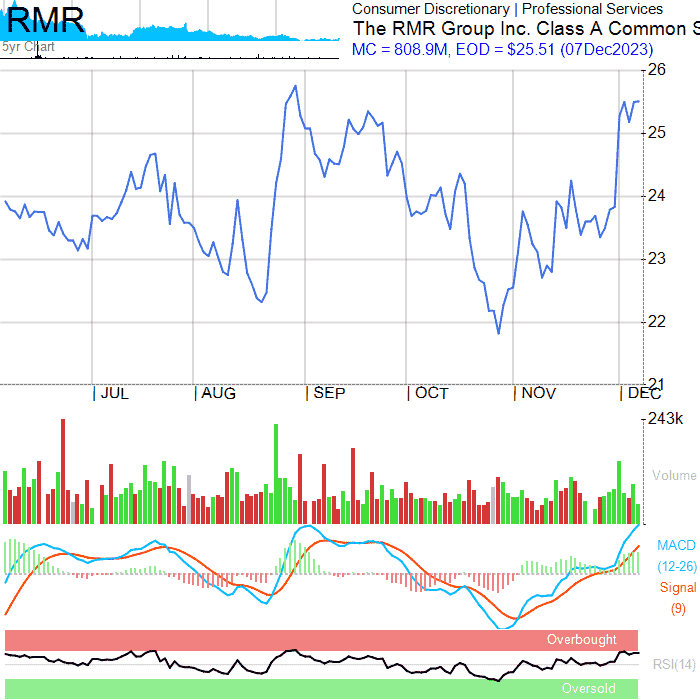 RMR
5yr Chart
Consumer Discretionary | Professional Services
The RMR Group Inc. Class A Common S
MC = 808.9M, EOD = $25.51 (07Dec2023)
26
25
24
23
22
21
JUL AUG SEP OCT NOV DEC
243k
Volume
MACD
(12-26)
Signal
(9)
Overbought
RSI(14)
Oversold